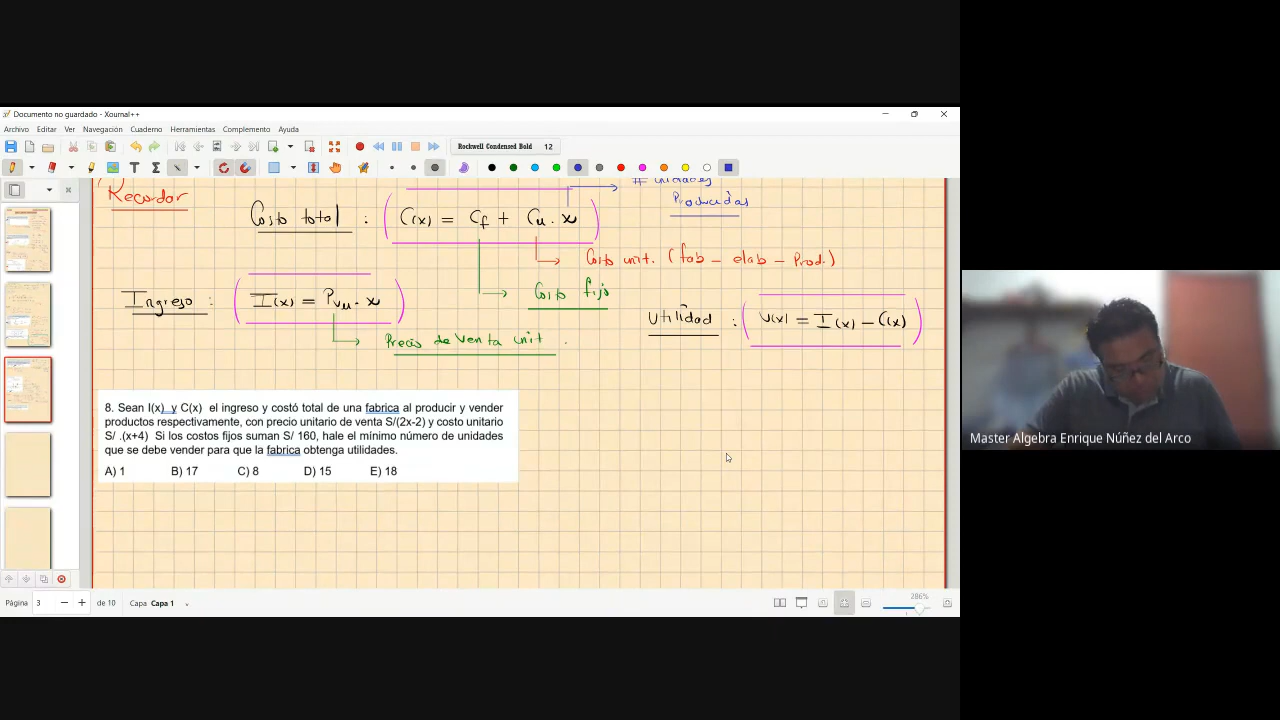 Documento no guardado - Xournal++
Archivo Editar Ver Navegación Cuaderno Herramientas Complemento Ayuda
Rockwell Condensed Bold 12
Recordar
# unidades
Producidas
Costo total : C(x) = Cf + Cu . x
Costo unit. (fab - elab - Prod.)
Costo fijo
Ingreso : I(x) = Pvu . x
Precio de venta unit .
Utilidad : U(x) = I(x) - C(x)
8. Sean I(x) y C(x) el ingreso y costó total de una fabrica al producir y vender
productos respectivamente, con precio unitario de venta S/(2x-2) y costo unitario
S/ .(x+4) Si los costos fijos suman S/ 160, hale el mínimo número de unidades
que se debe vender para que la fabrica obtenga utilidades.
A) 1 B) 17 C) 8 D) 15 E) 18
Master Algebra Enrique Núñez del Arco
Página 3 de 10 Capa Capa 1
286%